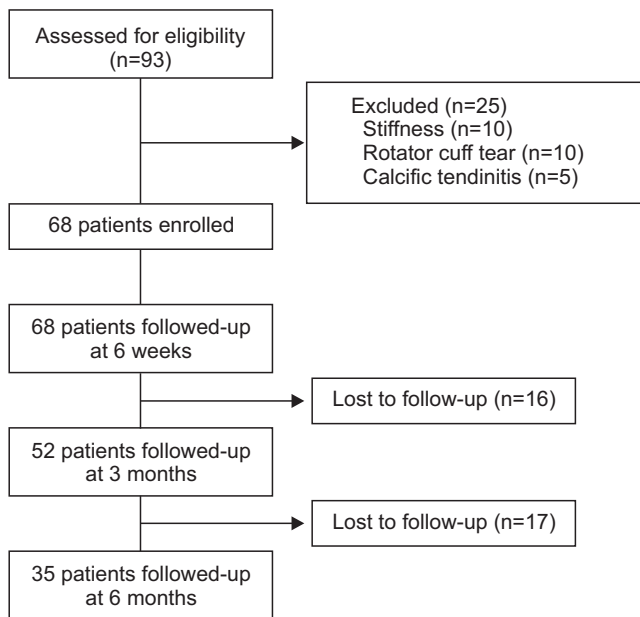 Assessed for eligibility
(n=93)
Excluded (n=25)
Stiffness (n=10)
Rotator cuff tear (n=10)
Calcific tendinitis (n=5)
68 patients enrolled
68 patients followed-up
at 6 weeks
Lost to follow-up (n=16)
52 patients followed-up
at 3 months
Lost to follow-up (n=17)
35 patients followed-up
at 6 months